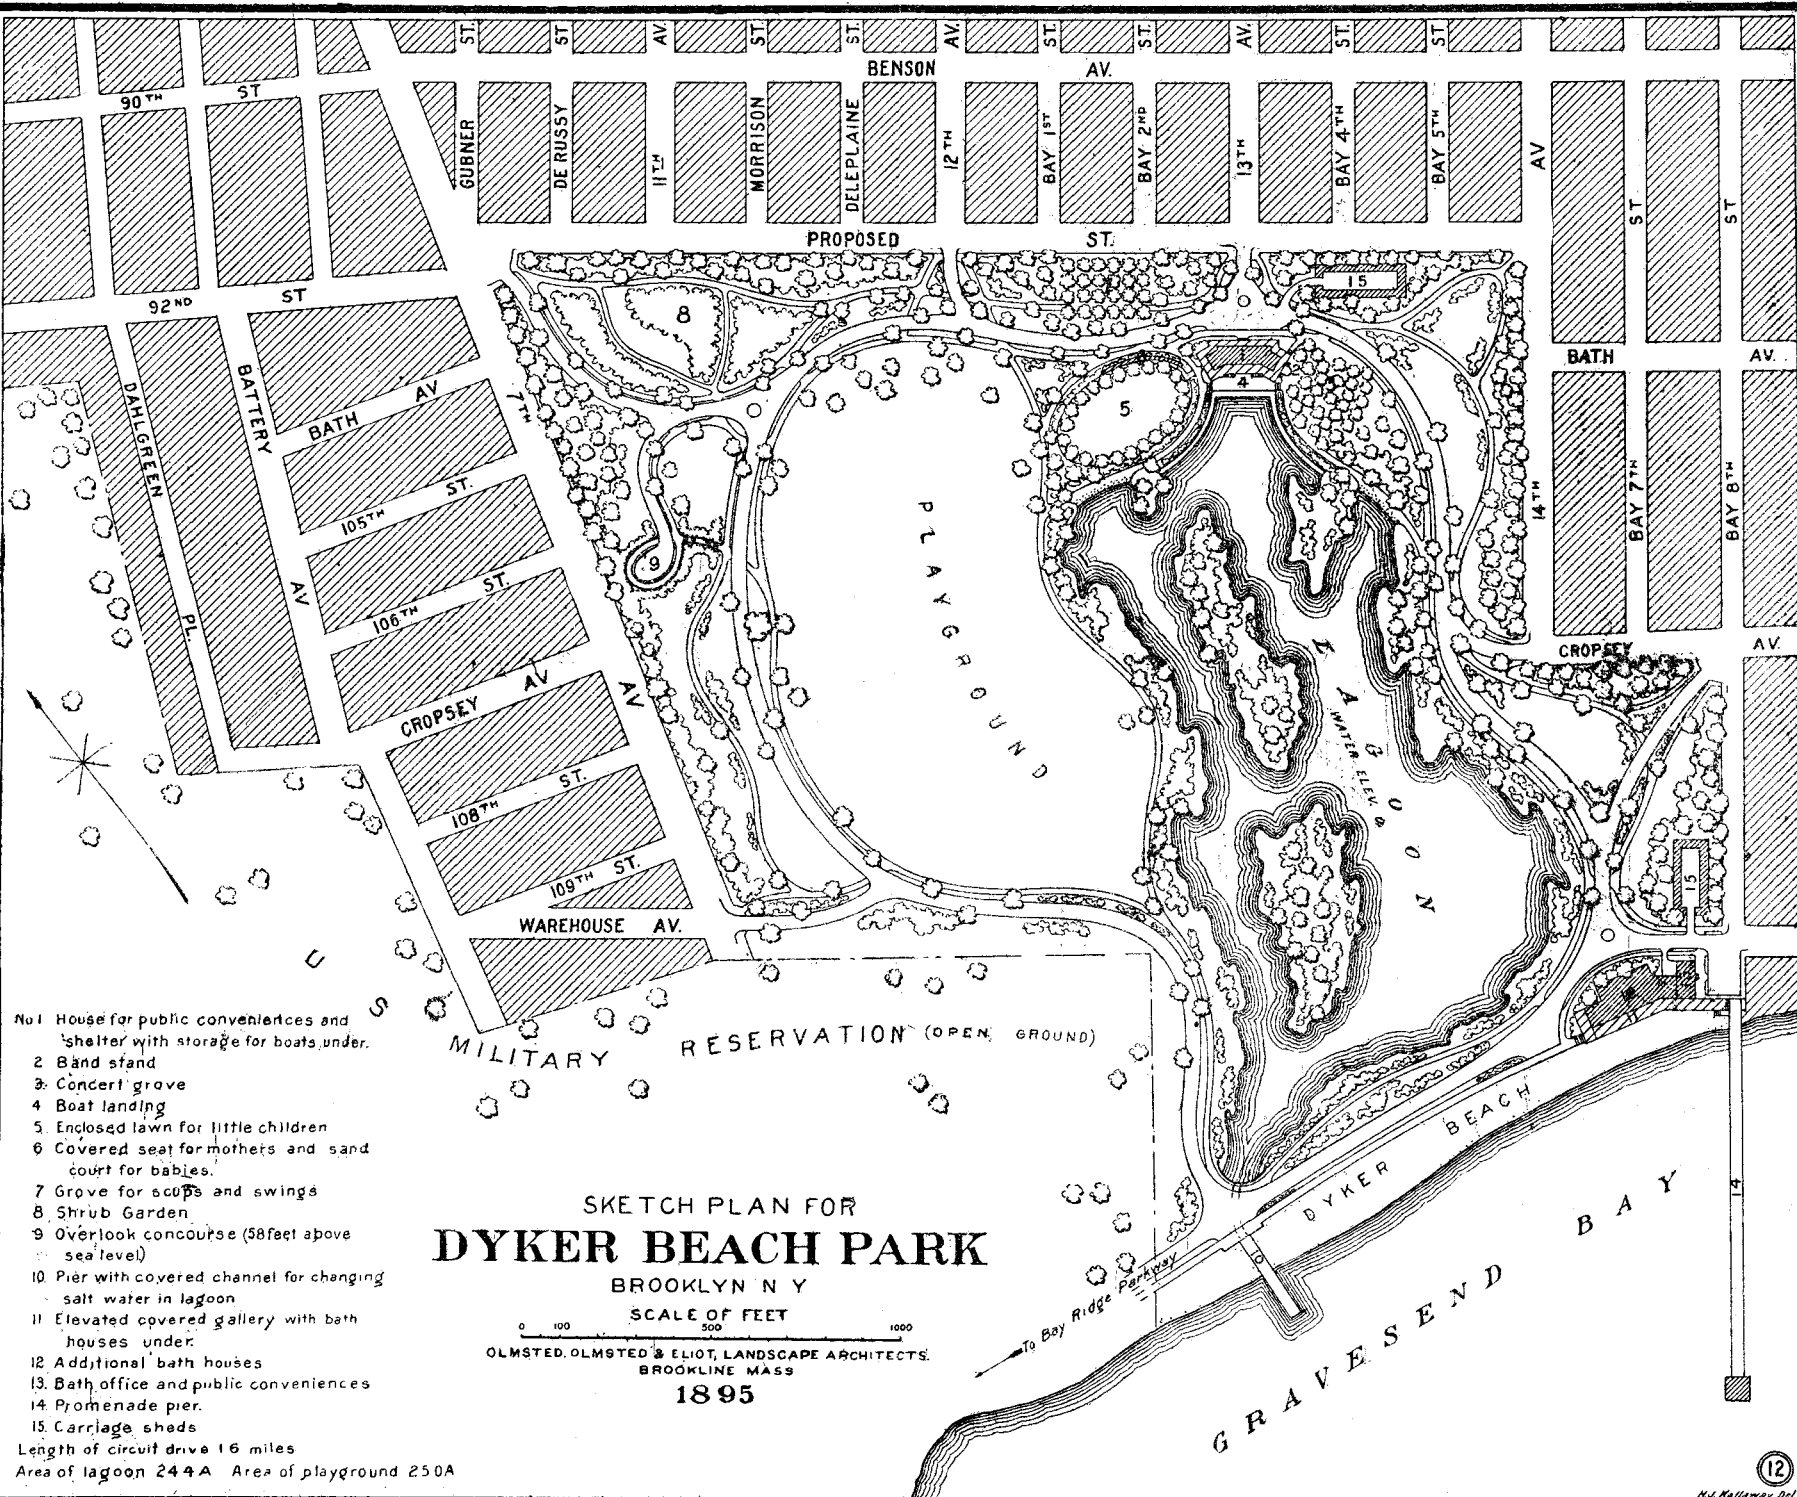 ST.
ST
AV.
ST.
ST.
AV.
ST.
ST.
AV.
ST.
ST
BENSON AV.
90TH ST
GUBNER
DE RUSSY
11TH
MORRISON
DELEPLAINE
12TH
BAY 1ST
BAY 2ND
13TH
BAY 4TH
BAY 5TH
AV
ST
ST
PROPOSED ST.
92ND ST
8
15
1
4
5
BATH AV.
DAHLGREEN PL.
BATTERY AV
BATH AV
7TH AV
105TH ST.
106TH ST.
CROPSEY AV
108TH ST.
109TH ST.
WAREHOUSE AV.
9
PLAYGROUND
LAGOON
WATER ELEV.
14TH
BAY 7TH
BAY 8TH
CROPSEY AV.
15
U S MILITARY RESERVATION (OPEN GROUND)
No 1 House for public conveniences and
shelter with storage for boats under.
2 Band stand
3. Concert grove
4 Boat landing
5. Enclosed lawn for little children
6 Covered seat for mothers and sand
court for babies.
7 Grove for scups and swings
8 Shrub Garden
9 Overlook concourse (58 feet above
sea level)
10. Pier with covered channel for changing
salt water in lagoon
11 Elevated covered gallery with bath
houses under.
12 Additional bath houses
13. Bath office and public conveniences
14 Promenade pier.
15. Carriage sheds
Length of circuit drive 1 6 miles
Area of lagoon 24 4 A Area of playground 25 0 A
SKETCH PLAN FOR
DYKER BEACH PARK
BROOKLYN N Y
SCALE OF FEET
0 100 500 1000
OLMSTED, OLMSTED & ELIOT, LANDSCAPE ARCHITECTS.
BROOKLINE MASS
1895
To Bay Ridge Parkway
DYKER BEACH
14
GRAVESEND BAY
12